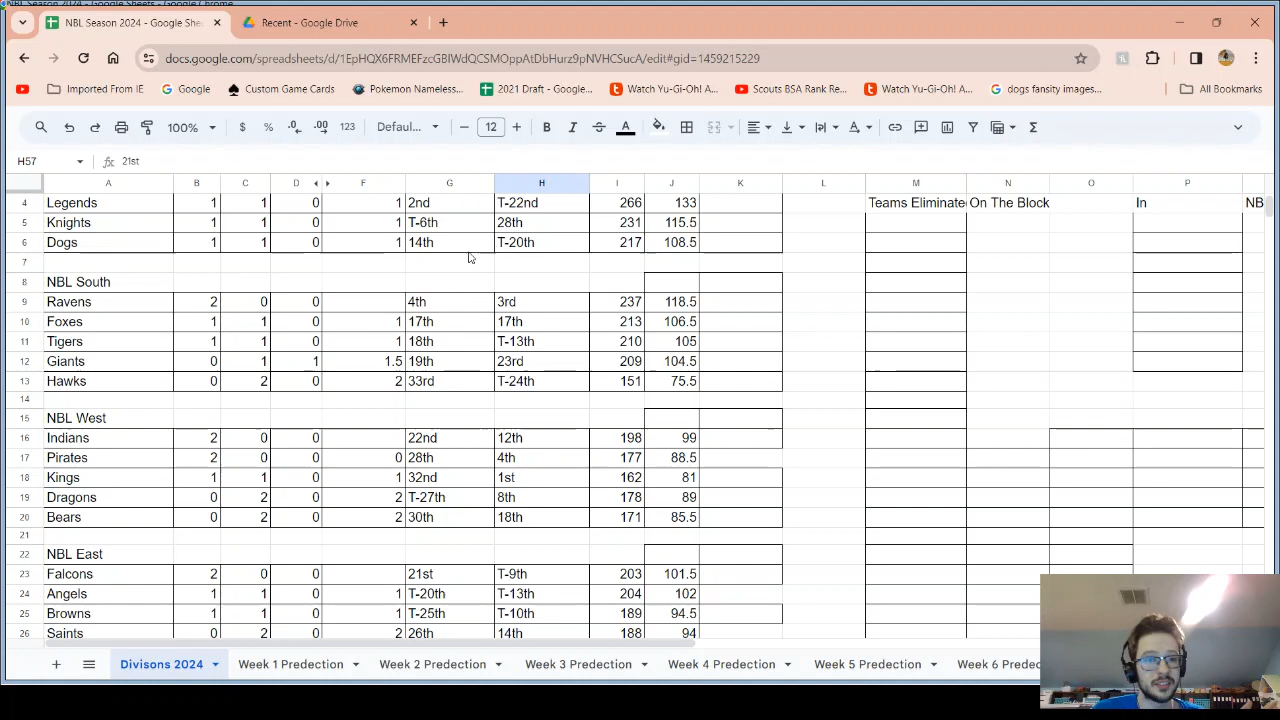 NBL Season 2024 - Google Sheets - Google Chrome
NBL Season 2024 - Google She
Recent - Google Drive
docs.google.com/spreadsheets/d/
/edit#gid=1459215229
Imported From IE
Google
Custom Game Cards
Pokemon Nameless...
2021 Draft - Google...
Watch Yu-Gi-Oh! A...
Scouts BSA Rank Re...
Watch Yu-Gi-Oh! A...
dogs fansity images...
All Bookmarks
100%
$ % .0 .00 123
Defaul...
12
H57
fx 21st
A B C D F G H I J K L M N O P
4 Legends 1 1 0 1 2nd T-22nd 266 133 Teams Eliminate On The Block In NB
5 Knights 1 1 0 1 T-6th 28th 231 115.5
6 Dogs 1 1 0 1 14th T-20th 217 108.5
7
8 NBL South
9 Ravens 2 0 0 4th 3rd 237 118.5
10 Foxes 1 1 0 1 17th 17th 213 106.5
11 Tigers 1 1 0 1 18th T-13th 210 105
12 Giants 0 1 1 1.5 19th 23rd 209 104.5
13 Hawks 0 2 0 2 33rd T-24th 151 75.5
14
15 NBL West
16 Indians 2 0 0 22nd 12th 198 99
17 Pirates 2 0 0 0 28th 4th 177 88.5
18 Kings 1 1 0 1 32nd 1st 162 81
19 Dragons 0 2 0 2 T-27th 8th 178 89
20 Bears 0 2 0 2 30th 18th 171 85.5
21
22 NBL East
23 Falcons 2 0 0 21st T-9th 203 101.5
24 Angels 1 1 0 1 T-20th T-13th 204 102
25 Browns 1 1 0 1 T-25th T-10th 189 94.5
26 Saints 0 2 0 2 26th 14th 188 94
Divisons 2024
Week 1 Predection
Week 2 Predection
Week 3 Predection
Week 4 Predection
Week 5 Predection
Week 6 Predec